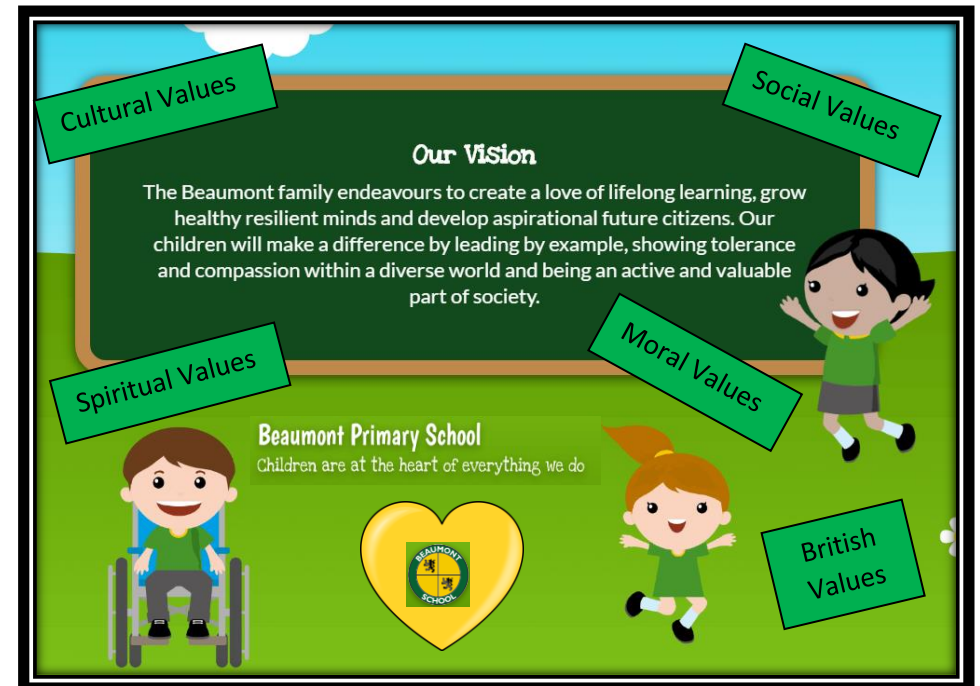 Cultural Values
Social Values
Our Vision
The Beaumont family endeavours to create a love of lifelong learning, grow
healthy resilient minds and develop aspirational future citizens. Our
children will make a difference by leading by example, showing tolerance
and compassion within a diverse world and being an active and valuable
part of society.
Moral Values
Spiritual Values
Beaumont Primary School
Children are at the heart of everything we do
British
Values
BEAUMONT
SCHOOL